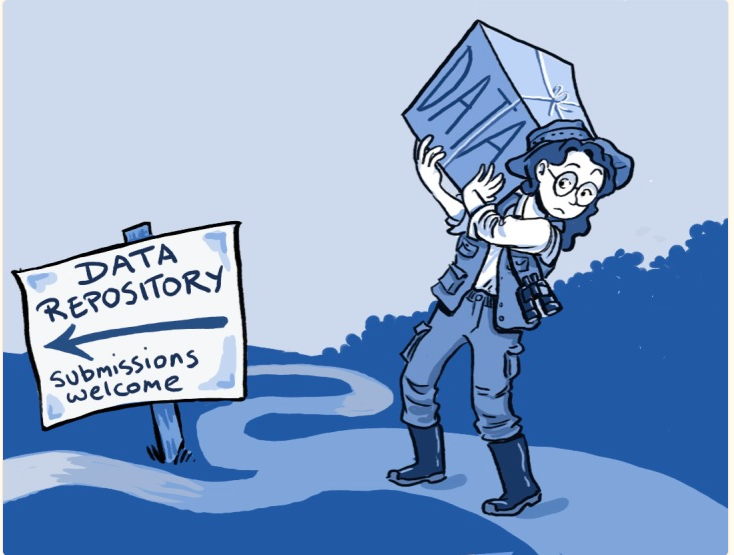 DATA
DATA
REPOSITORY
submissions
welcome